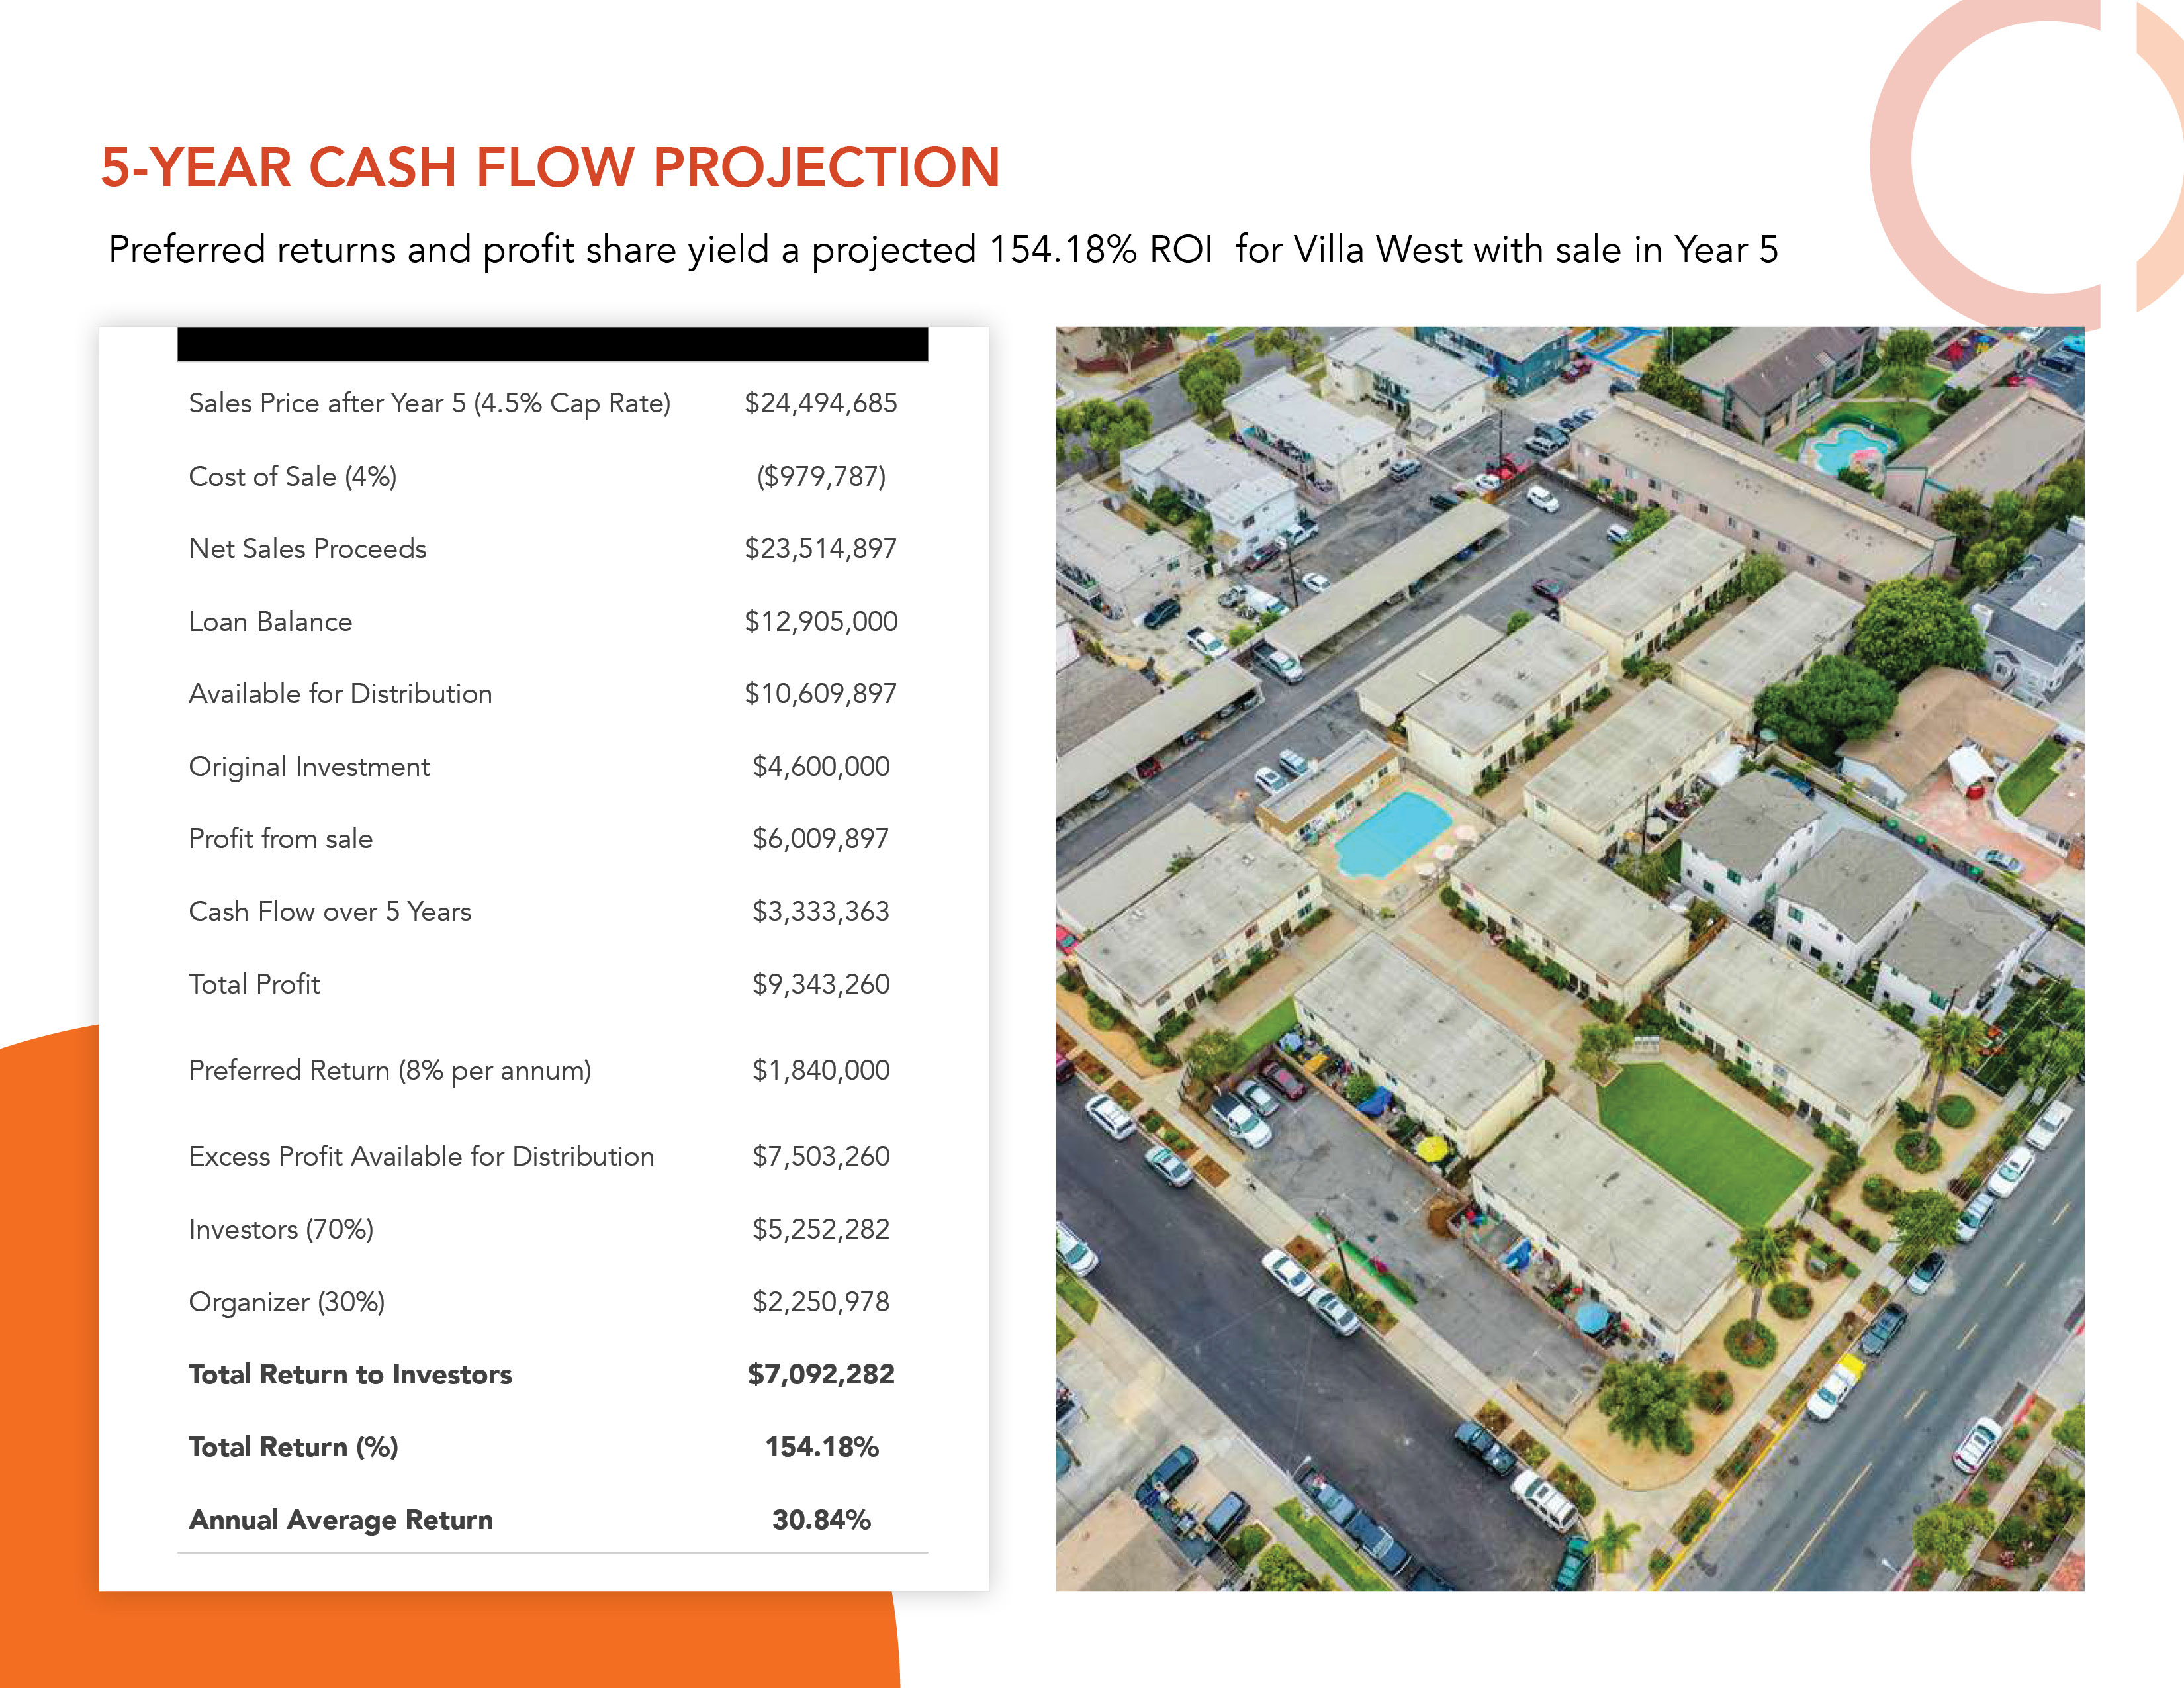 5-YEAR CASH FLOW PROJECTION
Preferred returns and profit share yield a projected 154.18% ROI for Villa West with sale in Year 5
Sales Price after Year 5 (4.5% Cap Rate) $24,494,685
Cost of Sale (4%) ($979,787)
Net Sales Proceeds $23,514,897
Loan Balance $12,905,000
Available for Distribution $10,609,897
Original Investment $4,600,000
Profit from sale $6,009,897
Cash Flow over 5 Years $3,333,363
Total Profit $9,343,260
Preferred Return (8% per annum) $1,840,000
Excess Profit Available for Distribution $7,503,260
Investors (70%) $5,252,282
Organizer (30%) $2,250,978
Total Return to Investors $7,092,282
Total Return (%) 154.18%
Annual Average Return 30.84%